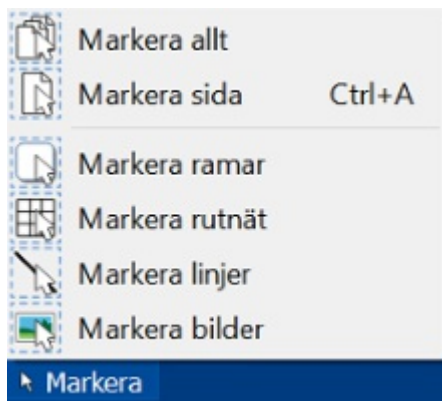 Markera allt
Markera sida Ctrl+A
Markera ramar
Markera rutnät
Markera linjer
Markera bilder
Markera